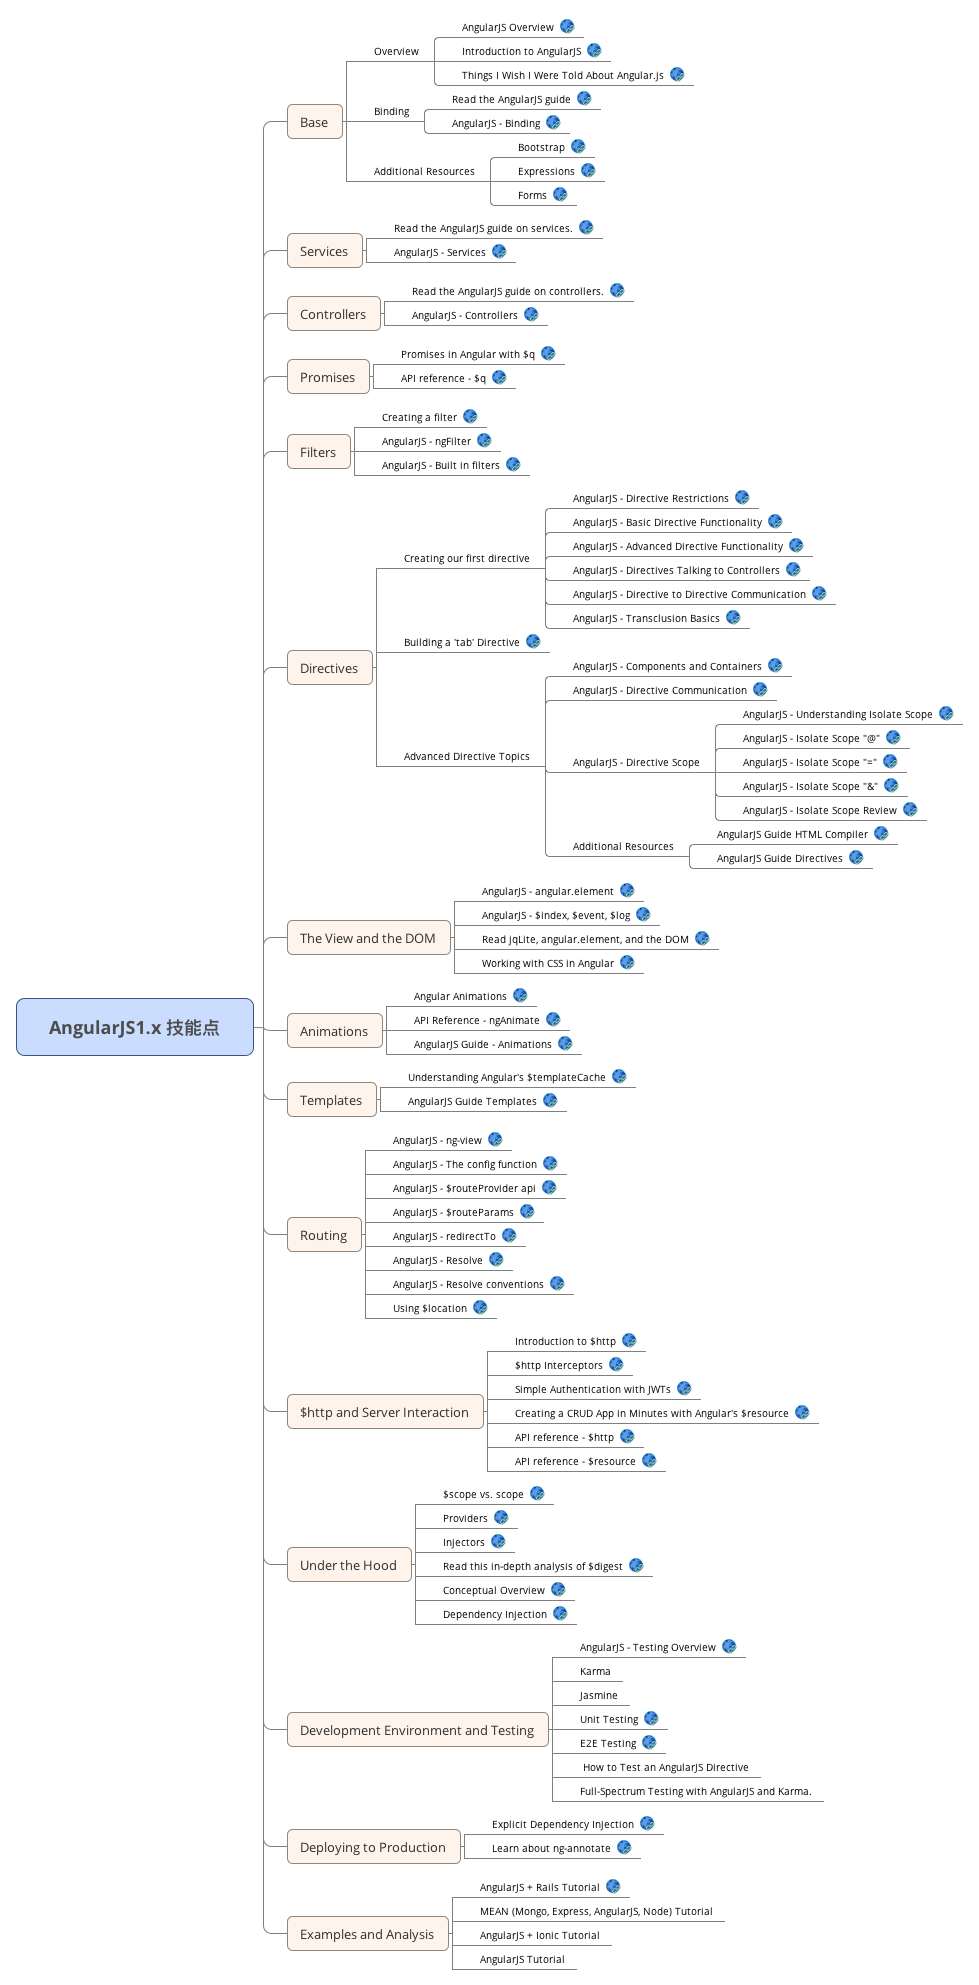 AngularJS1.x 技能点
Base
Overview
AngularJS Overview
Introduction to AngularJS
Things I Wish I Were Told About Angular.js
Binding
Read the AngularJS guide
AngularJS - Binding
Additional Resources
Bootstrap
Expressions
Forms
Services
Read the AngularJS guide on services.
AngularJS - Services
Controllers
Read the AngularJS guide on controllers.
AngularJS - Controllers
Promises
Promises in Angular with $q
API reference - $q
Filters
Creating a filter
AngularJS - ngFilter
AngularJS - Built in filters
Directives
Creating our first directive
AngularJS - Directive Restrictions
AngularJS - Basic Directive Functionality
AngularJS - Advanced Directive Functionality
AngularJS - Directives Talking to Controllers
AngularJS - Directive to Directive Communication
AngularJS - Transclusion Basics
Building a 'tab' Directive
Advanced Directive Topics
AngularJS - Components and Containers
AngularJS - Directive Communication
AngularJS - Directive Scope
AngularJS - Understanding Isolate Scope
AngularJS - Isolate Scope "@"
AngularJS - Isolate Scope "="
AngularJS - Isolate Scope "&"
AngularJS - Isolate Scope Review
Additional Resources
AngularJS Guide HTML Compiler
AngularJS Guide Directives
The View and the DOM
AngularJS - angular.element
AngularJS - $index, $event, $log
Read jqLite, angular.element, and the DOM
Working with CSS in Angular
Animations
Angular Animations
API Reference - ngAnimate
AngularJS Guide - Animations
Templates
Understanding Angular's $templateCache
AngularJS Guide Templates
Routing
AngularJS - ng-view
AngularJS - The config function
AngularJS - $routeProvider api
AngularJS - $routeParams
AngularJS - redirectTo
AngularJS - Resolve
AngularJS - Resolve conventions
Using $location
$http and Server Interaction
Introduction to $http
$http Interceptors
Simple Authentication with JWTs
Creating a CRUD App in Minutes with Angular's $resource
API reference - $http
API reference - $resource
Under the Hood
$scope vs. scope
Providers
Injectors
Read this in-depth analysis of $digest
Conceptual Overview
Dependency Injection
Development Environment and Testing
AngularJS - Testing Overview
Karma
Jasmine
Unit Testing
E2E Testing
How to Test an AngularJS Directive
Full-Spectrum Testing with AngularJS and Karma.
Deploying to Production
Explicit Dependency Injection
Learn about ng-annotate
Examples and Analysis
AngularJS + Rails Tutorial
MEAN (Mongo, Express, AngularJS, Node) Tutorial
AngularJS + Ionic Tutorial
AngularJS Tutorial